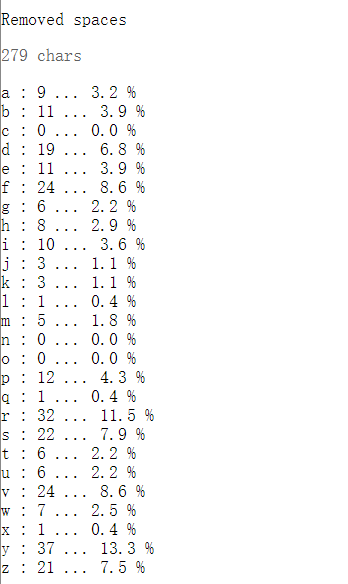 Removed spaces
279 chars
a : 9 ... 3.2 %
b : 11 ... 3.9 %
c : 0 ... 0.0 %
d : 19 ... 6.8 %
e : 11 ... 3.9 %
f : 24 ... 8.6 %
g : 6 ... 2.2 %
h : 8 ... 2.9 %
i : 10 ... 3.6 %
j : 3 ... 1.1 %
k : 3 ... 1.1 %
l : 1 ... 0.4 %
m : 5 ... 1.8 %
n : 0 ... 0.0 %
o : 0 ... 0.0 %
p : 12 ... 4.3 %
q : 1 ... 0.4 %
r : 32 ... 11.5 %
s : 22 ... 7.9 %
t : 6 ... 2.2 %
u : 6 ... 2.2 %
v : 24 ... 8.6 %
w : 7 ... 2.5 %
x : 1 ... 0.4 %
y : 37 ... 13.3 %
z : 21 ... 7.5 %